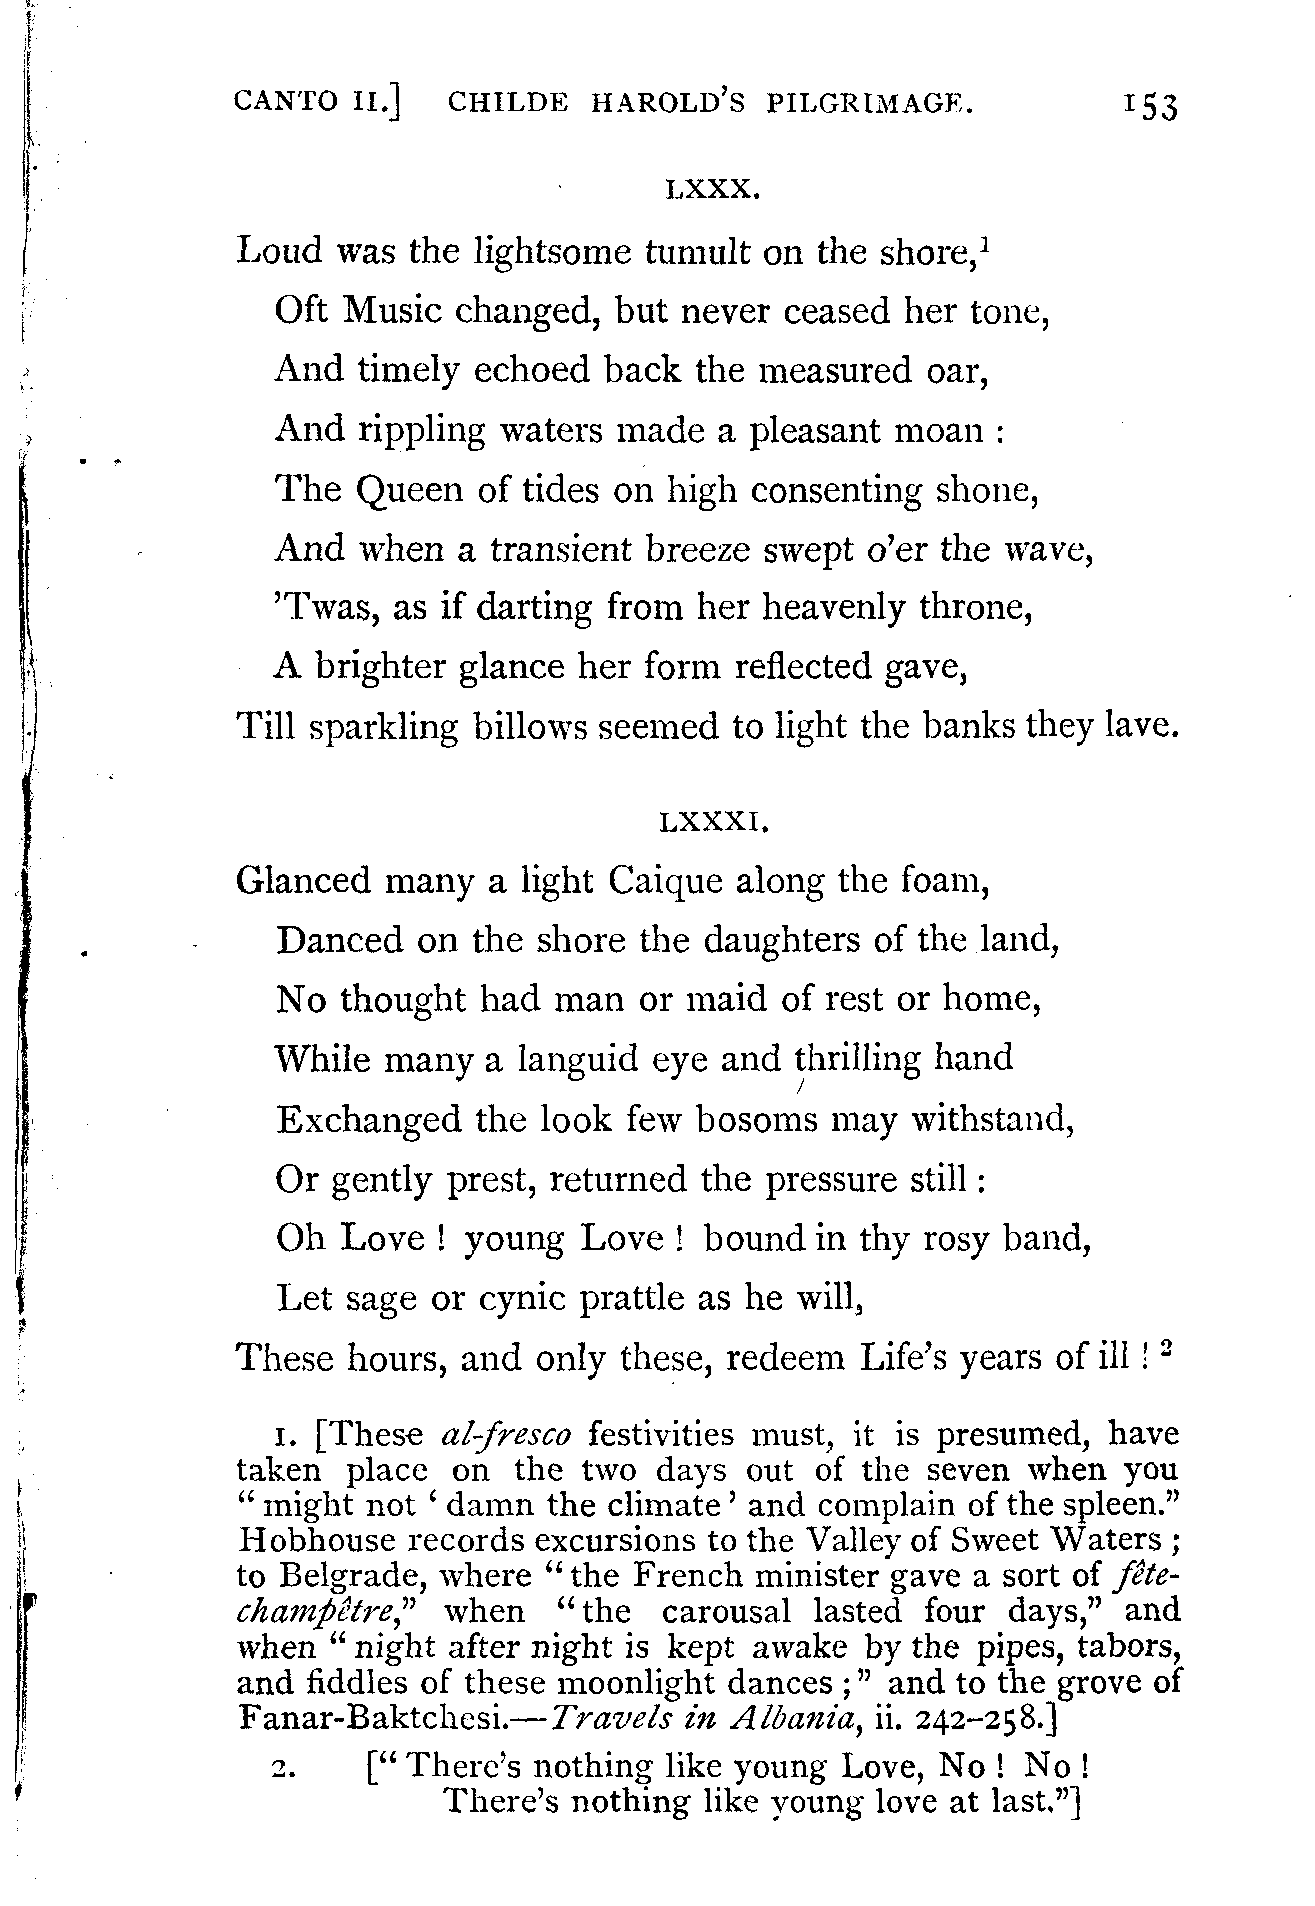 CANTO II.] CHILDE HAROLD'S PILGRIMAGE. 153
LXXX.
Loud was the lightsome tumult on the shore,¹
Oft Music changed, but never ceased her tone,
And timely echoed back the measured oar,
And rippling waters made a pleasant moan :
The Queen of tides on high consenting shone,
And when a transient breeze swept o'er the wave,
'Twas, as if darting from her heavenly throne,
A brighter glance her form reflected gave,
Till sparkling billows seemed to light the banks they lave.
LXXXI.
Glanced many a light Caique along the foam,
Danced on the shore the daughters of the land,
No thought had man or maid of rest or home,
While many a languid eye and thrilling hand
Exchanged the look few bosoms may withstand,
Or gently prest, returned the pressure still :
Oh Love ! young Love ! bound in thy rosy band,
Let sage or cynic prattle as he will,
These hours, and only these, redeem Life's years of ill ! ²
1. [These al-fresco festivities must, it is presumed, have
taken place on the two days out of the seven when you
“ might not ‘ damn the climate ’ and complain of the spleen.”
Hobhouse records excursions to the Valley of Sweet Waters ;
to Belgrade, where “ the French minister gave a sort of fête-
champêtre,” when “ the carousal lasted four days,” and
when “ night after night is kept awake by the pipes, tabors,
and fiddles of these moonlight dances ; ” and to the grove of
Fanar-Baktchesi.—Travels in Albania, ii. 242–258.]
2. [“ There's nothing like young Love, No ! No !
There's nothing like young love at last.”]